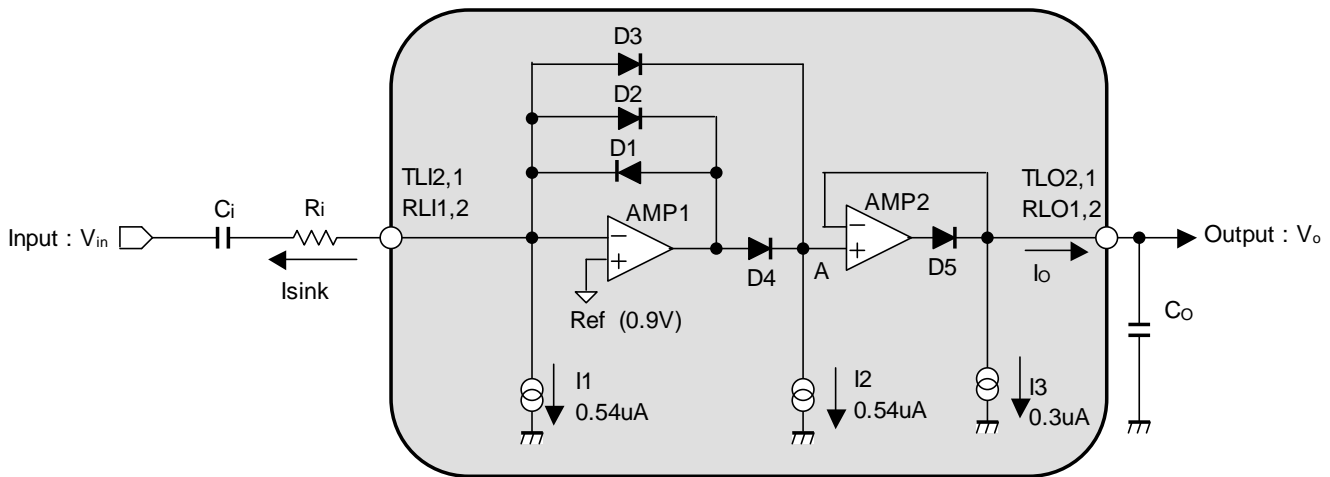 D3
D2
D1
TLI2,1
RLI1,2
AMP1
AMP2
TLO2,1
RLO1,2
Ci
Ri
Input : Vin
Output : Vo
D4
A
D5
IO
Isink
Ref (0.9V)
CO
I1
0.54uA
I2
0.54uA
I3
0.3uA
−
+
−
+